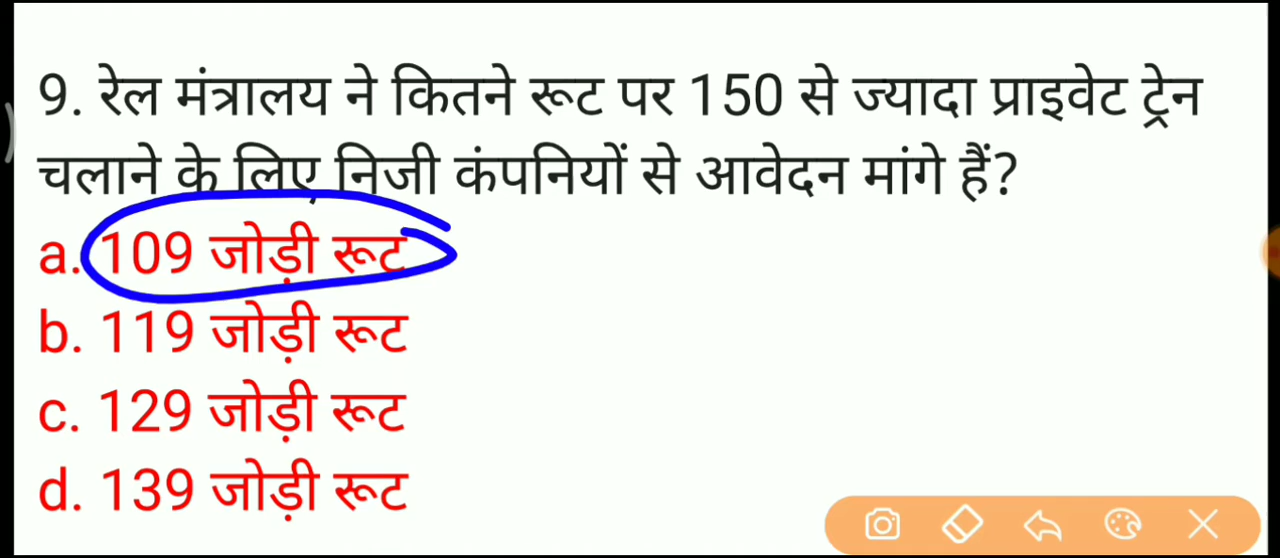 9. रेल मंत्रालय ने कितने रूट पर 150 से ज्यादा प्राइवेट ट्रेन
चलाने के लिए निजी कंपनियों से आवेदन मांगे हैं?
a. 109 जोड़ी रूट
b. 119 जोड़ी रूट
c. 129 जोड़ी रूट
d. 139 जोड़ी रूट